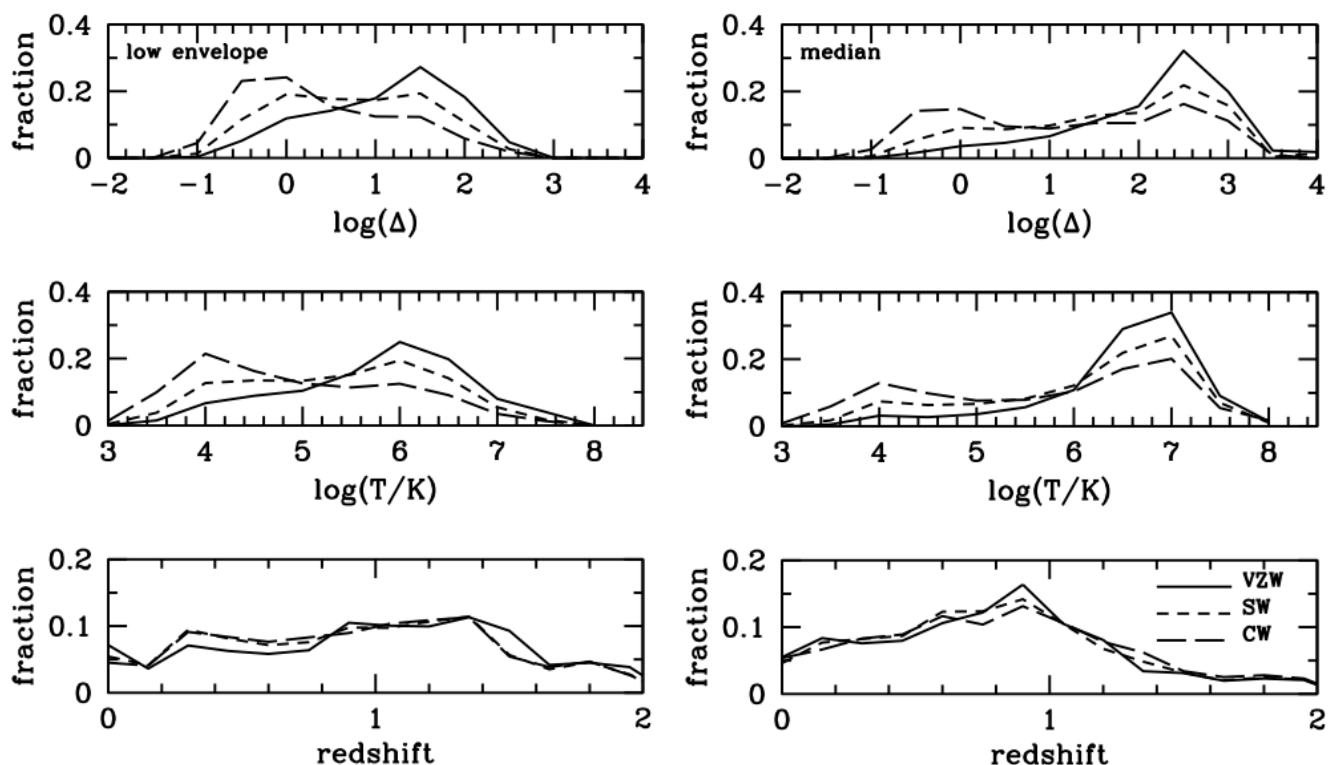 low envelope
fraction
0 0.2 0.4
−2 −1 0 1 2 3 4
log(Δ)
median
fraction
0 0.2 0.4
−2 −1 0 1 2 3 4
log(Δ)
fraction
0 0.2 0.4
3 4 5 6 7 8
log(T/K)
fraction
0 0.2 0.4
3 4 5 6 7 8
log(T/K)
fraction
0 0.1 0.2
0 1 2
redshift
VZW
SW
CW
fraction
0 0.1 0.2
0 1 2
redshift